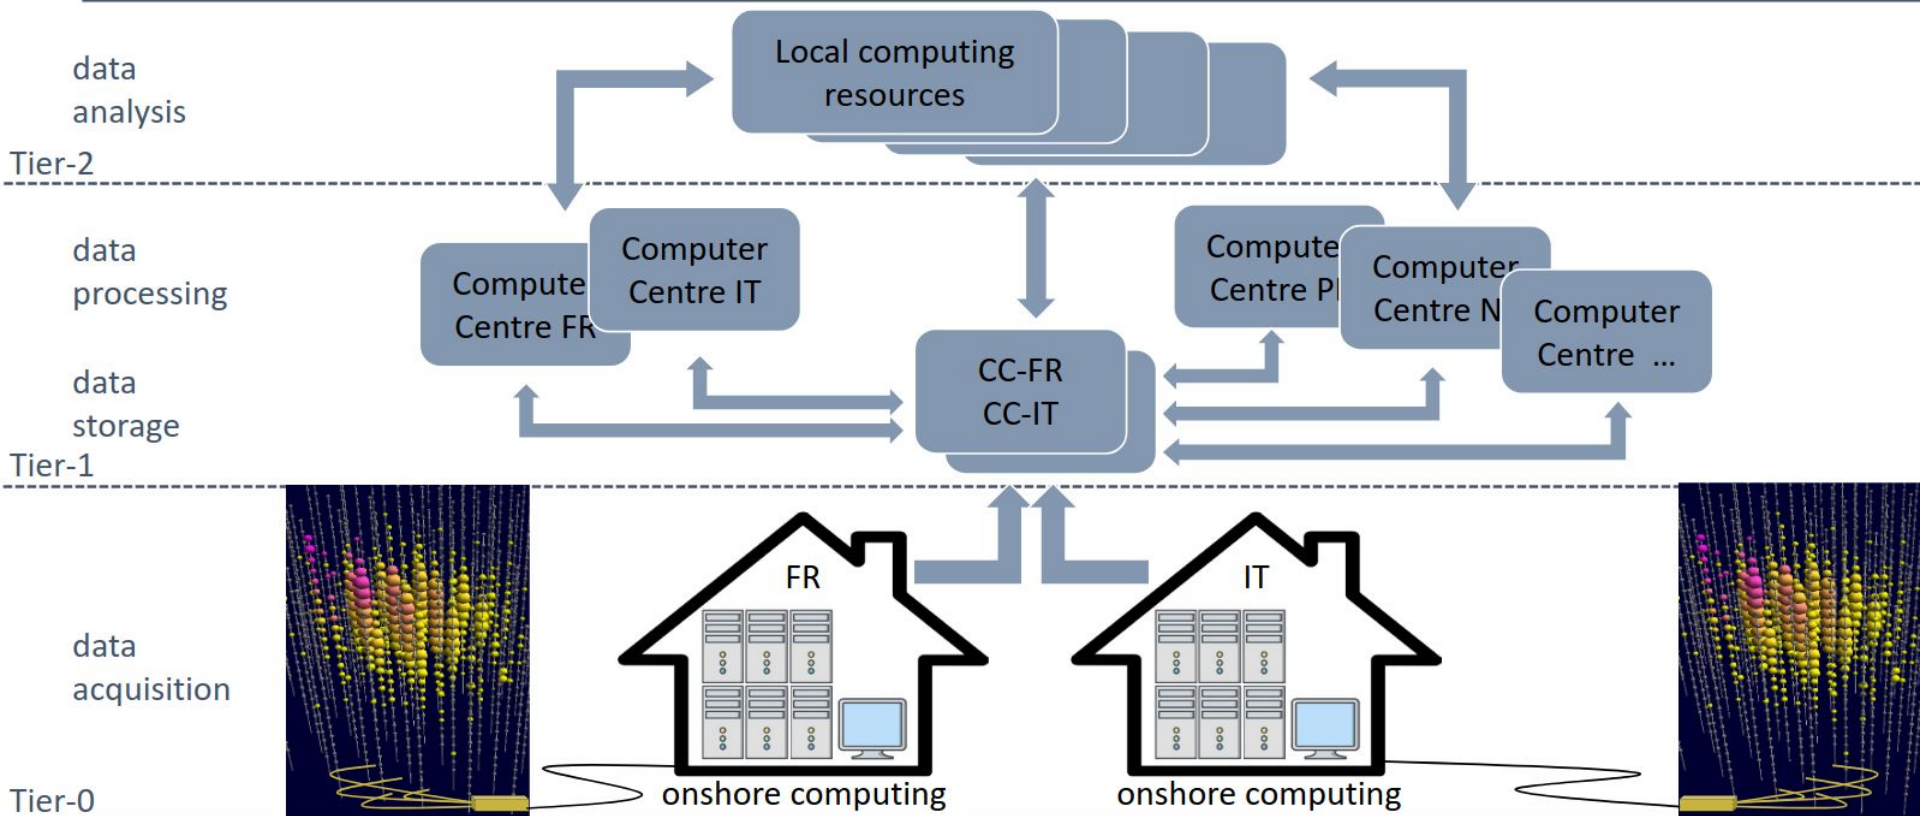 data
analysis
Tier-2
Local computing
resources
data
processing
data
storage
Tier-1
Compute
Centre FR
Computer
Centre IT
Compute
Centre
Computer
Centre N
Computer
Centre ...
CC-FR
CC-IT
data
acquisition
Tier-0
FR
onshore computing
IT
onshore computing